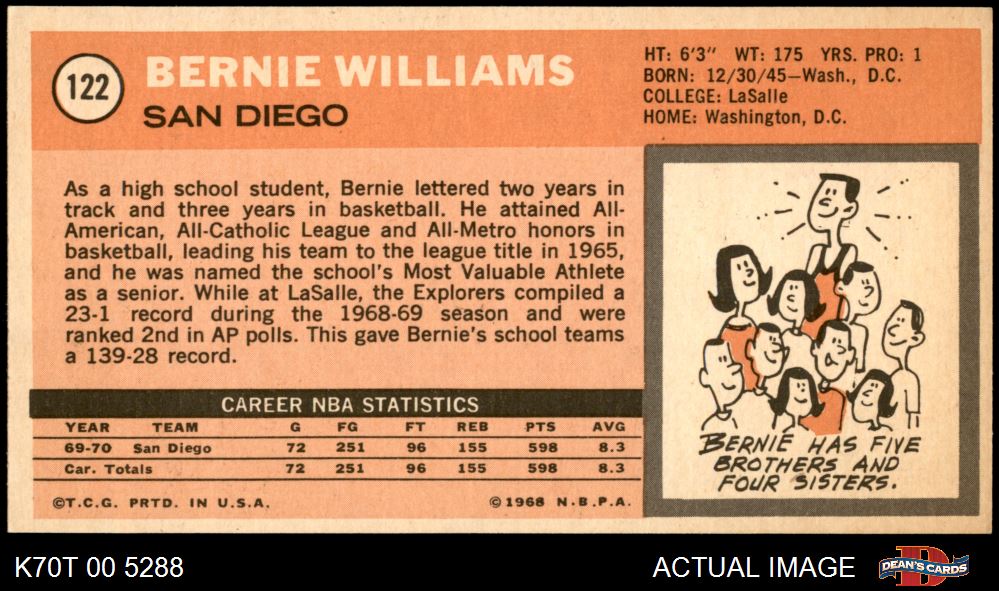 122
BERNIE WILLIAMS
SAN DIEGO
HT: 6'3" WT: 175 YRS. PRO: 1
BORN: 12/30/45—Wash., D.C.
COLLEGE: LaSalle
HOME: Washington, D.C.
As a high school student, Bernie lettered two years in
track and three years in basketball. He attained All-
American, All-Catholic League and All-Metro honors in
basketball, leading his team to the league title in 1965,
and he was named the school's Most Valuable Athlete
as a senior. While at LaSalle, the Explorers compiled a
23-1 record during the 1968-69 season and were
ranked 2nd in AP polls. This gave Bernie's school teams
a 139-28 record.
CAREER NBA STATISTICS
YEAR TEAM G FG FT REB PTS AVG
69-70 San Diego 72 251 96 155 598 8.3
Car. Totals 72 251 96 155 598 8.3
©T.C.G. PRTD. IN U.S.A. ©1968 N.B.P.A.
BERNIE HAS FIVE
BROTHERS AND
FOUR SISTERS.
K70T 00 5288 ACTUAL IMAGE
DEAN'S CARDS